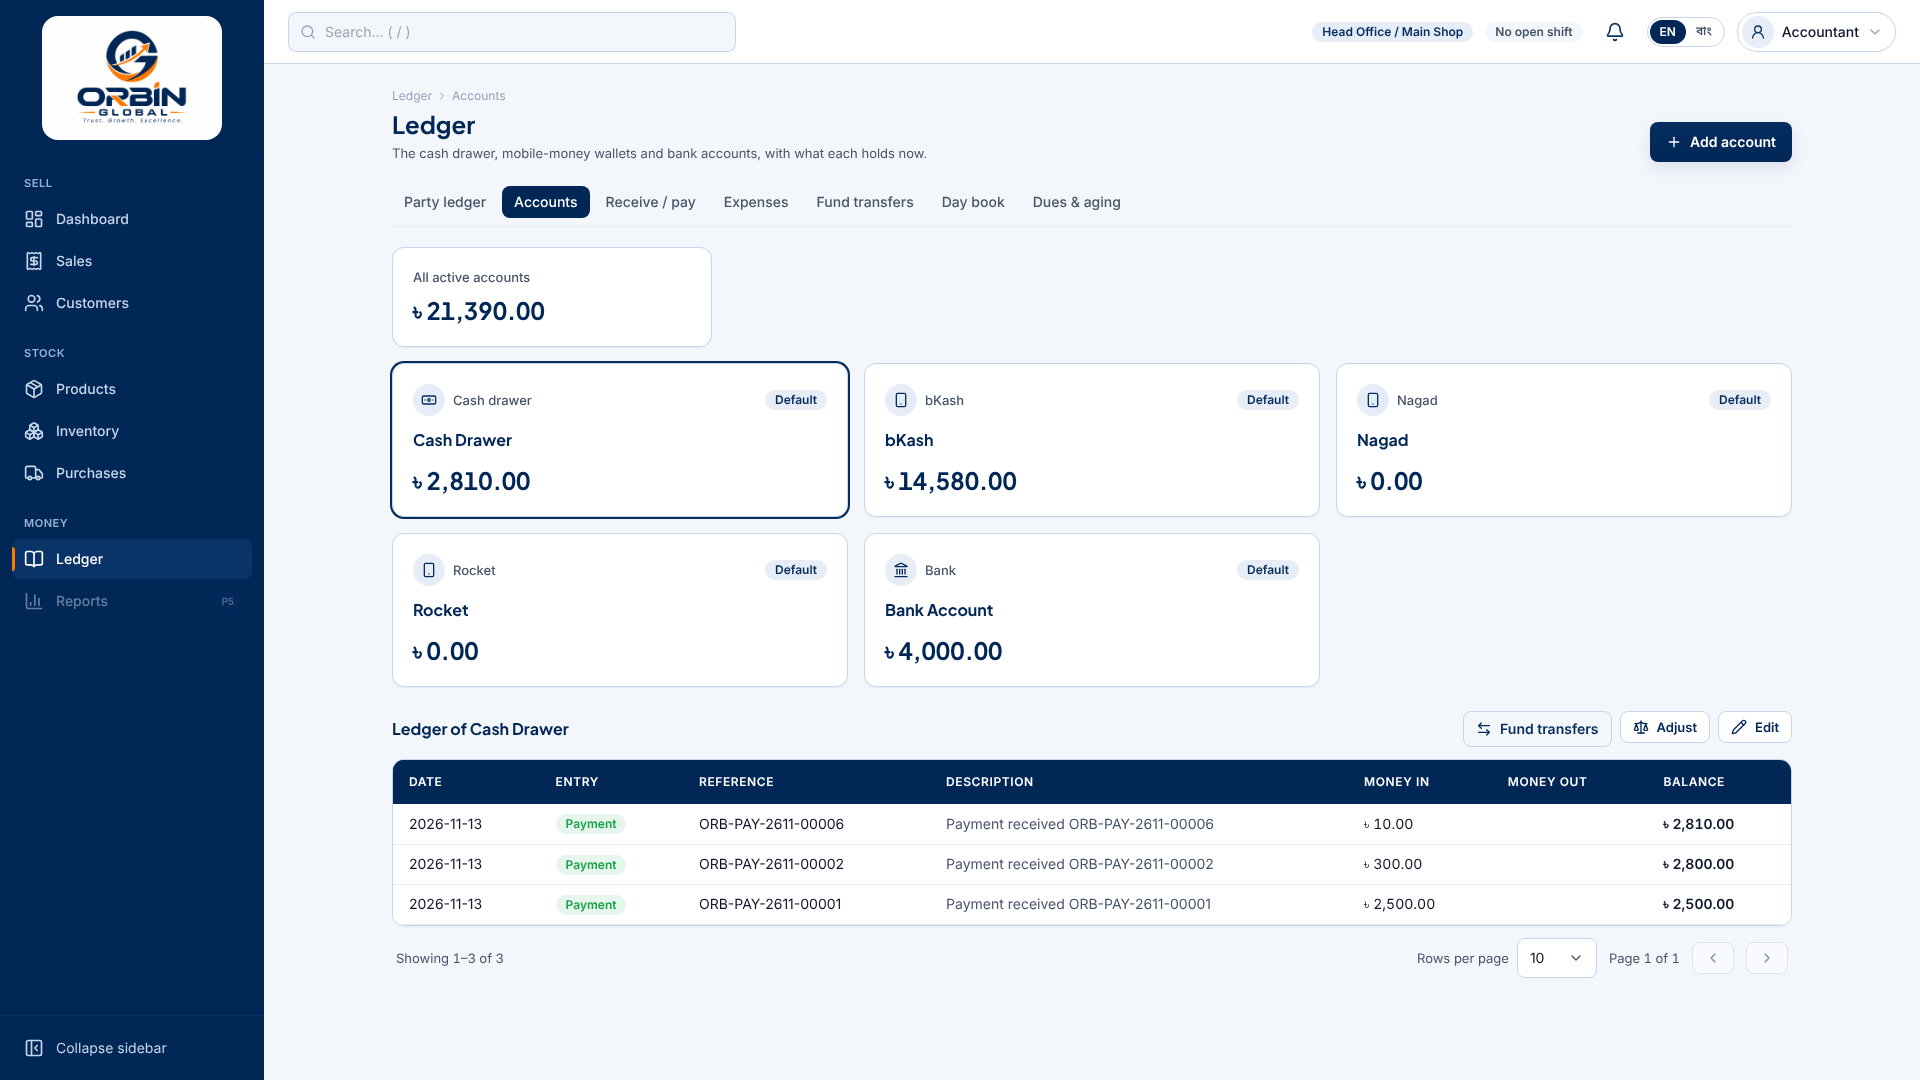 ORBIN
GLOBAL
Trust. Growth. Excellence.
Search... ( / )
Head Office / Main Shop
No open shift
EN
বাং
Accountant
SELL
Dashboard
Sales
Customers
STOCK
Products
Inventory
Purchases
MONEY
Ledger
Reports P5
Collapse sidebar
Ledger > Accounts
Ledger
The cash drawer, mobile-money wallets and bank accounts, with what each holds now.
+ Add account
Party ledger Accounts Receive / pay Expenses Fund transfers Day book Dues & aging
All active accounts
৳ 21,390.00
Cash drawer Default
Cash Drawer
৳ 2,810.00
bKash Default
bKash
৳ 14,580.00
Nagad Default
Nagad
৳ 0.00
Rocket Default
Rocket
৳ 0.00
Bank Default
Bank Account
৳ 4,000.00
Ledger of Cash Drawer
Fund transfers Adjust Edit
DATE ENTRY REFERENCE DESCRIPTION MONEY IN MONEY OUT BALANCE
2026-11-13 Payment ORB-PAY-2611-00006 Payment received ORB-PAY-2611-00006 ৳ 10.00 ৳ 2,810.00
2026-11-13 Payment ORB-PAY-2611-00002 Payment received ORB-PAY-2611-00002 ৳ 300.00 ৳ 2,800.00
2026-11-13 Payment ORB-PAY-2611-00001 Payment received ORB-PAY-2611-00001 ৳ 2,500.00 ৳ 2,500.00
Showing 1–3 of 3
Rows per page 10 Page 1 of 1